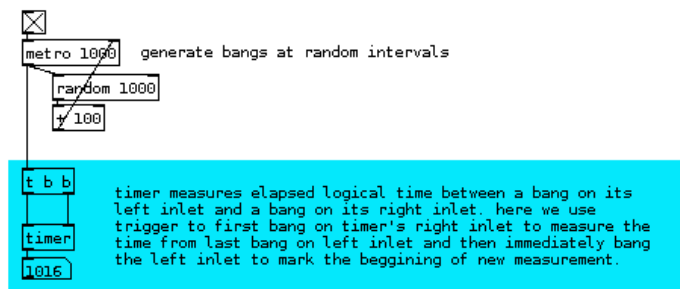 metro 1000
generate bangs at random intervals
random 1000
+ 100
t b b
timer measures elapsed logical time between a bang on its
left inlet and a bang on its right inlet. here we use
trigger to first bang on timer's right inlet to measure the
time from last bang on left inlet and then immediately bang
the left inlet to mark the beggining of new measurement.
timer
1016